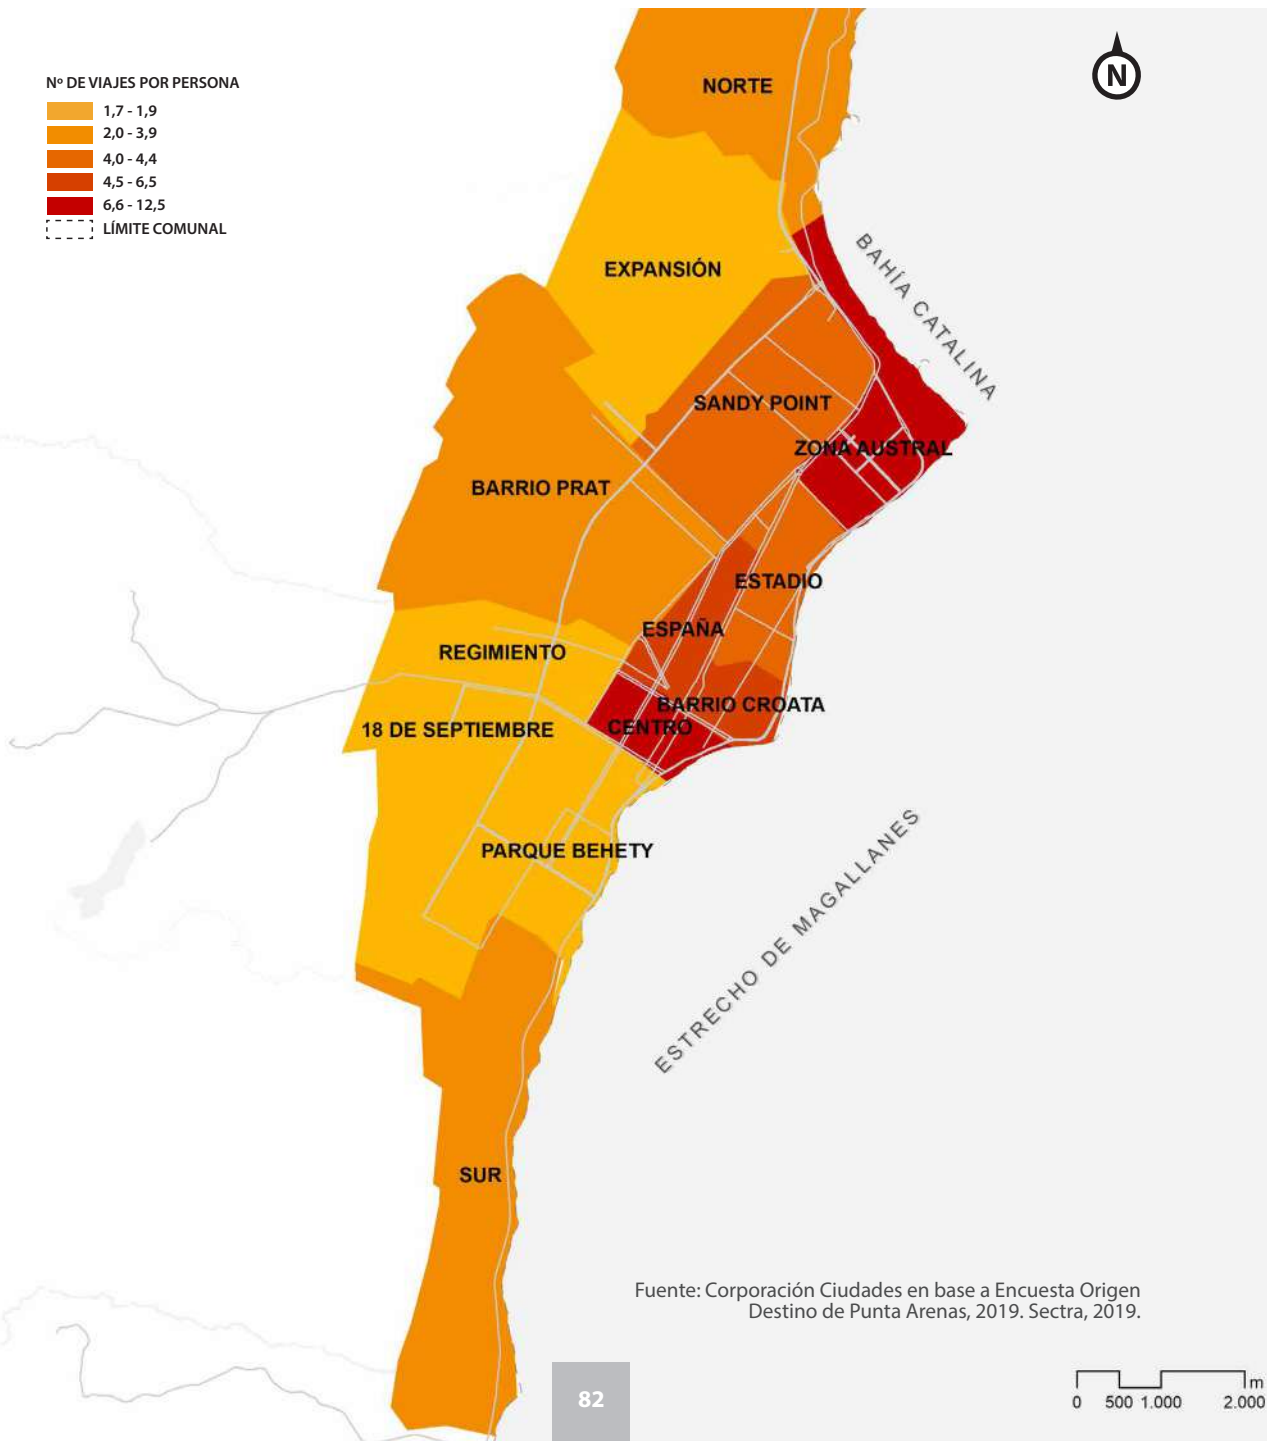 Nº DE VIAJES POR PERSONA
1,7 - 1,9
2,0 - 3,9
4,0 - 4,4
4,5 - 6,5
6,6 - 12,5
LÍMITE COMUNAL
N
NORTE
EXPANSIÓN
BAHÍA CATALINA
SANDY POINT
ZONA AUSTRAL
BARRIO PRAT
ESTADIO
ESPAÑA
REGIMIENTO
BARRIO CROATA
18 DE SEPTIEMBRE
CENTRO
PARQUE BEHETY
ESTRECHO DE MAGALLANES
SUR
Fuente: Corporación Ciudades en base a Encuesta Origen
Destino de Punta Arenas, 2019. Sectra, 2019.
82
m
0 500 1.000 2.000